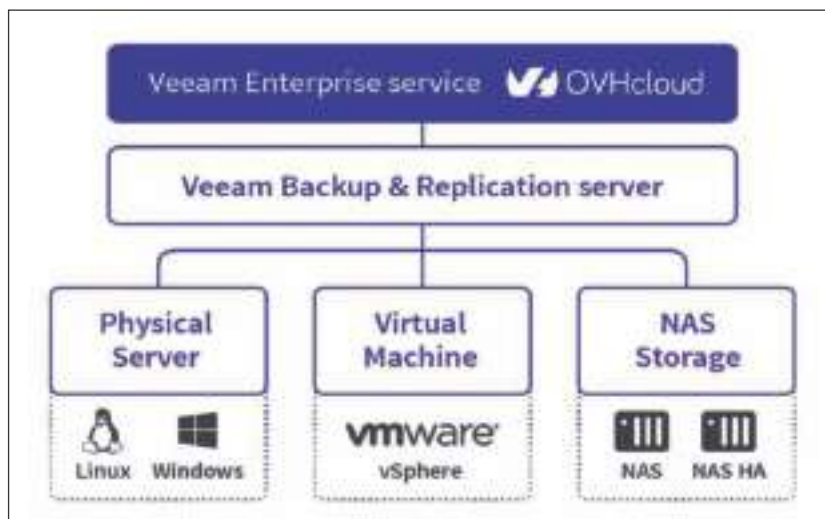 Veeam Enterprise service OVHcloud
Veeam Backup & Replication server
Physical
Server
Virtual
Machine
NAS
Storage
Linux Windows
vmware
vSphere
NAS NAS HA